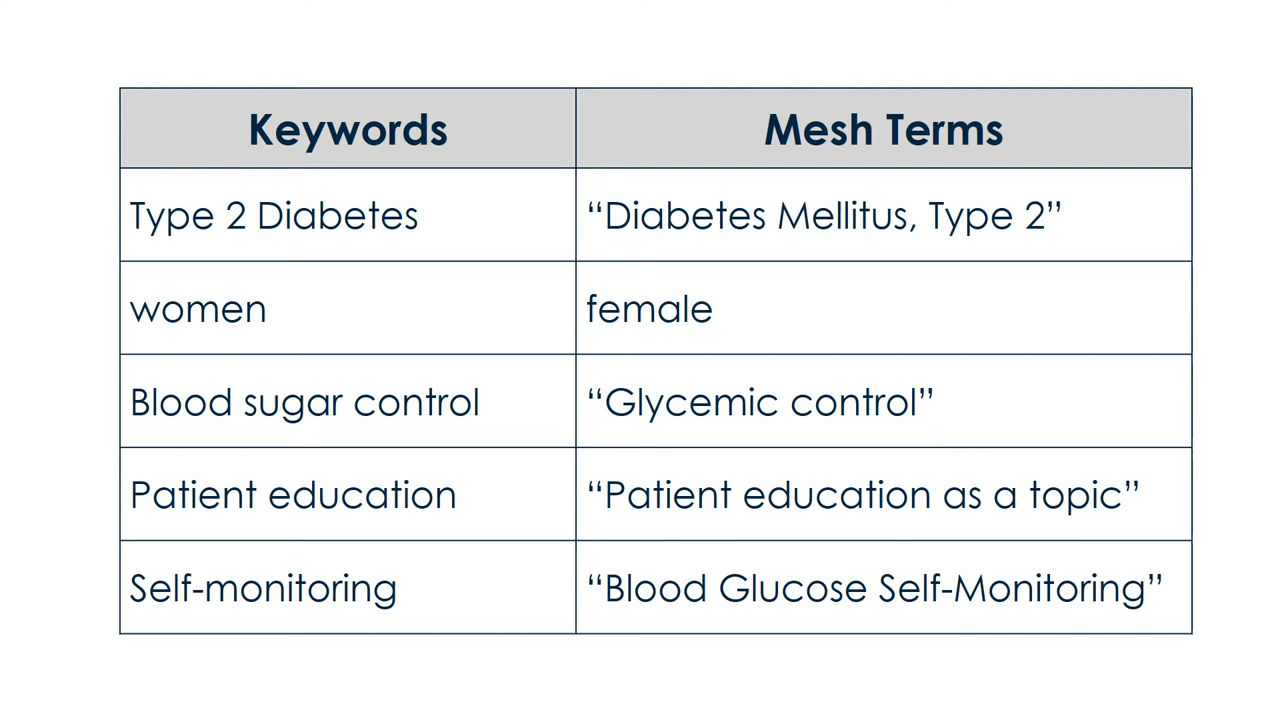 Keywords Mesh Terms
Type 2 Diabetes “Diabetes Mellitus, Type 2”
women female
Blood sugar control “Glycemic control”
Patient education “Patient education as a topic”
Self-monitoring “Blood Glucose Self-Monitoring”